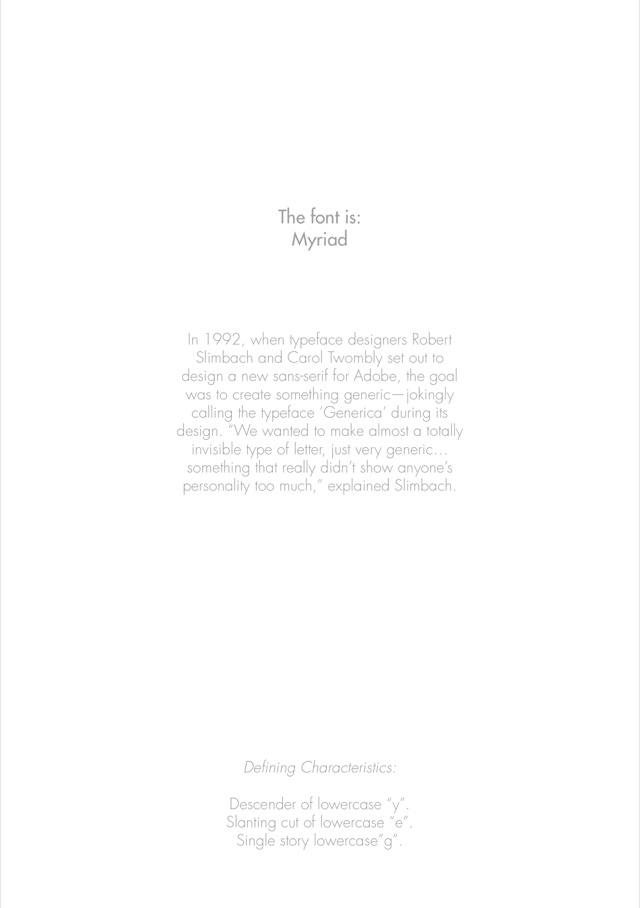 The font is:
Myriad
In 1992, when typeface designers Robert
Slimbach and Carol Twombly set out to
design a new sans-serif for Adobe, the goal
was to create something generic—jokingly
calling the typeface ‘Generica’ during its
design. “We wanted to make almost a totally
invisible type of letter, just very generic…
something that really didn’t show anyone’s
personality too much,” explained Slimbach.
Defining Characteristics:
Descender of lowercase “y”.
Slanting cut of lowercase “e”.
Single story lowercase”g”.